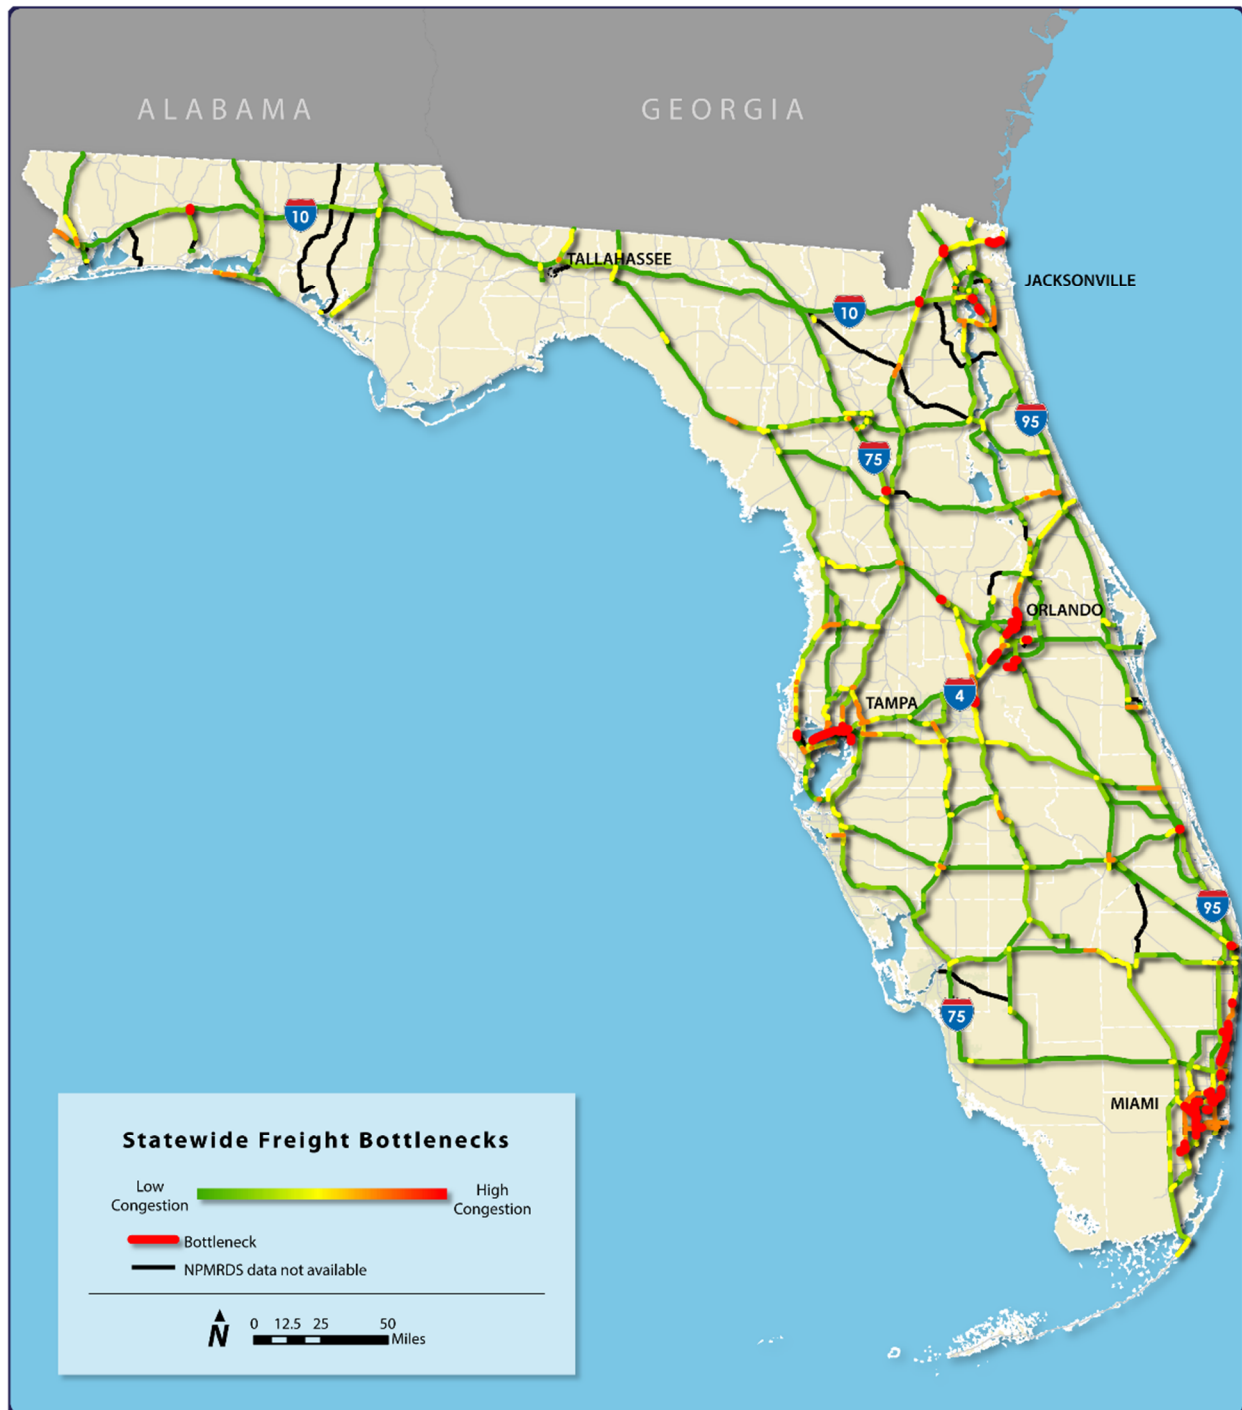 ALABAMA
GEORGIA
10
TALLAHASSEE
JACKSONVILLE
10
95
75
ORLANDO
TAMPA
4
95
75
MIAMI
Statewide Freight Bottlenecks
Low
Congestion
High
Congestion
Bottleneck
NPMRDS data not available
N
0 12.5 25 50
Miles